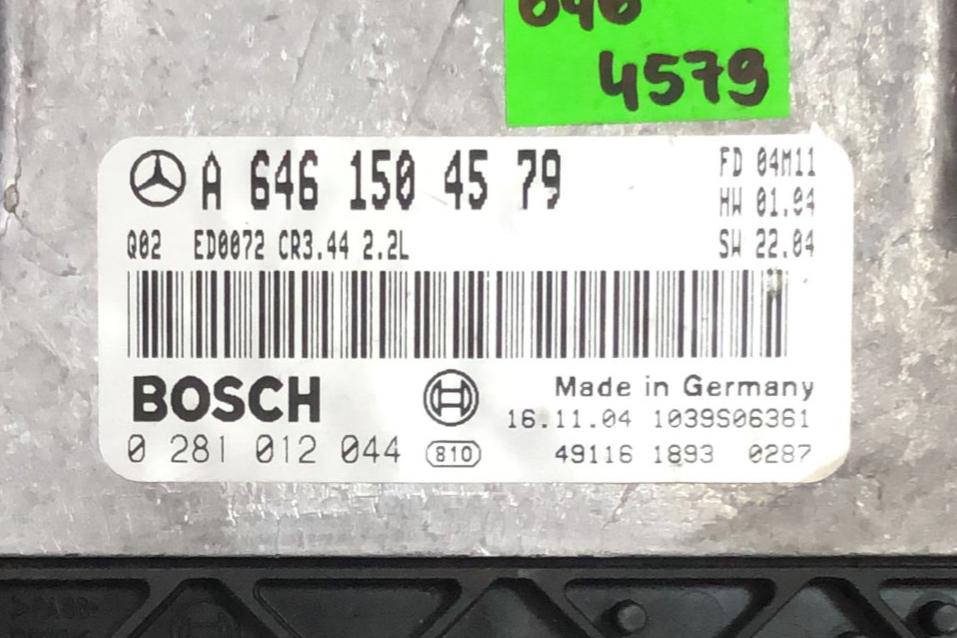 646
4579
A 646 150 45 79
FD 04M11
HW 01.04
Q02 ED0072 CR3.44 2.2L
SW 22.04
BOSCH
Made in Germany
16.11.04 1039S06361
0 281 012 044
810
49116 1893 0287